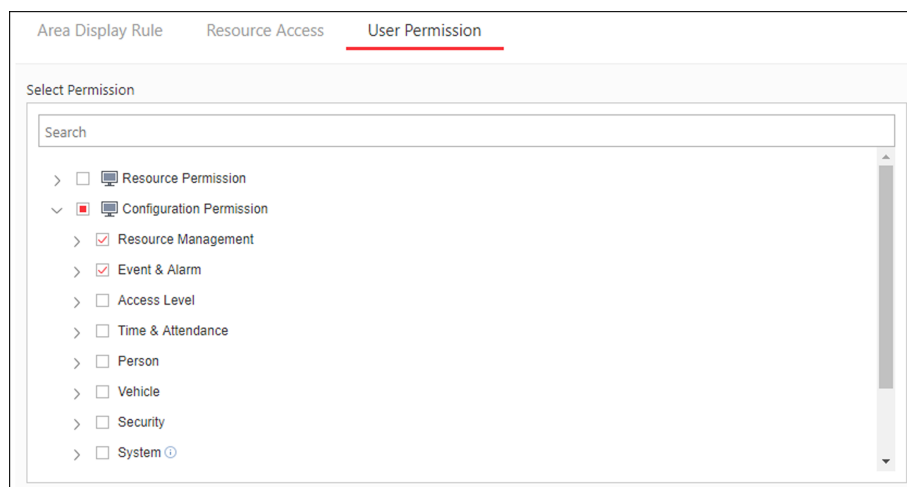 Area Display Rule Resource Access User Permission
Select Permission
Search
Resource Permission
Configuration Permission
Resource Management
Event & Alarm
Access Level
Time & Attendance
Person
Vehicle
Security
System